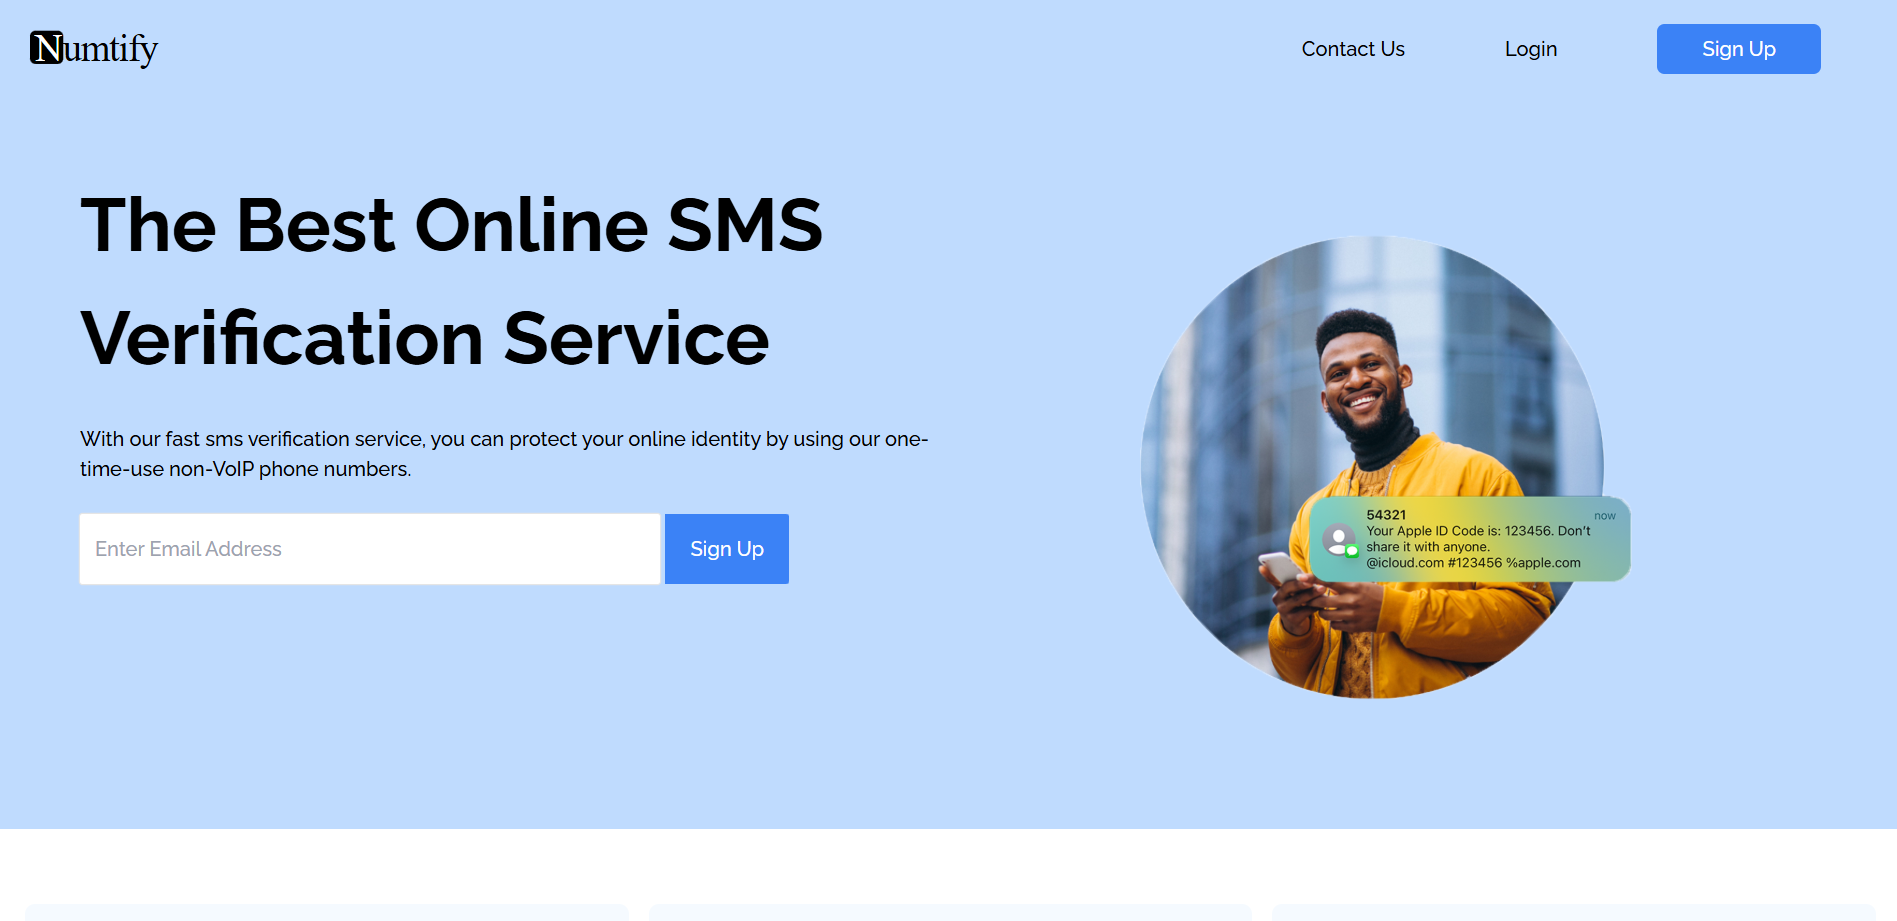 Numtify
Contact Us
Login
Sign Up
The Best Online SMS
Verification Service
With our fast sms verification service, you can protect your online identity by using our one-
time-use non-VoIP phone numbers.
Enter Email Address
Sign Up
54321
now
Your Apple ID Code is: 123456. Don't
share it with anyone.
@icloud.com #123456 %apple.com